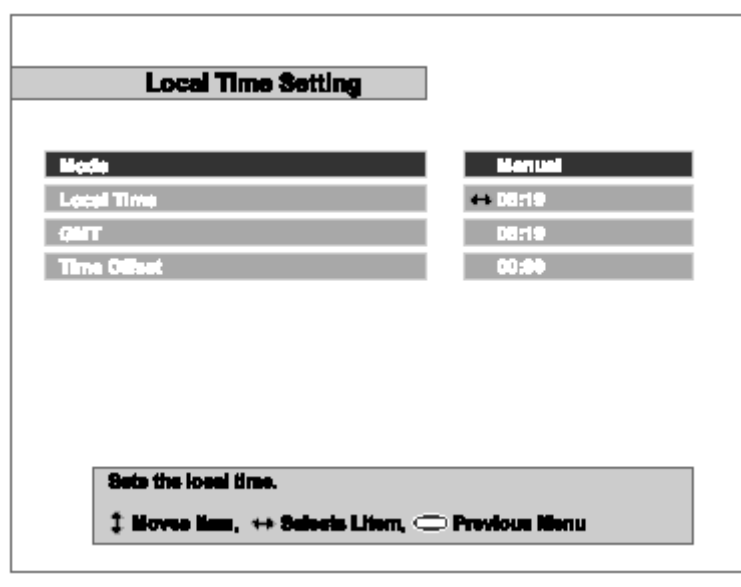 Local Time Setting
Mode Manual
Local Time ↔ 05:19
GMT 05:19
Time Offset 00:00
Sets the local time.
↕ Moves Item, ↔ Selects Litem, Previous Menu